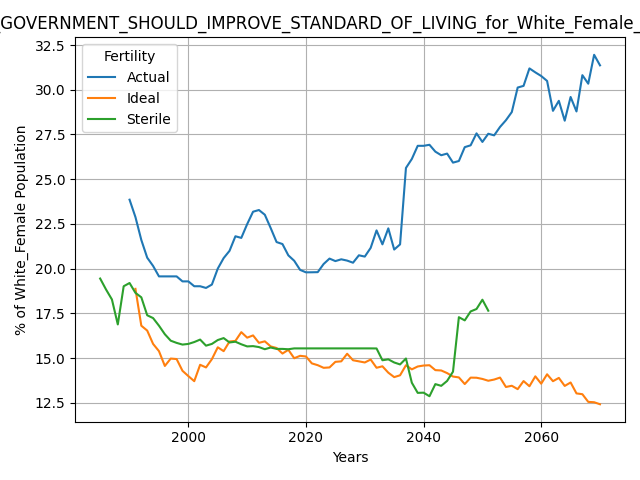 _GOVERNMENT_SHOULD_IMPROVE_STANDARD_OF_LIVING_for_White_Female_
Fertility
Actual
Ideal
Sterile
32.5
30.0
27.5
25.0
22.5
20.0
17.5
15.0
12.5
% of White_Female Population
2000
2020
2040
2060
Years